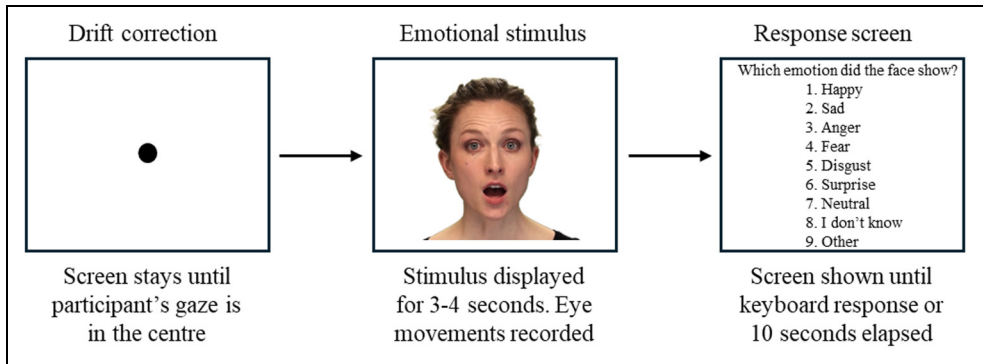 Drift correction
Emotional stimulus
Response screen
Which emotion did the face show?
1. Happy
2. Sad
3. Anger
4. Fear
5. Disgust
6. Surprise
7. Neutral
8. I don't know
9. Other
Screen stays until
participant's gaze is
in the centre
Stimulus displayed
for 3-4 seconds. Eye
movements recorded
Screen shown until
keyboard response or
10 seconds elapsed